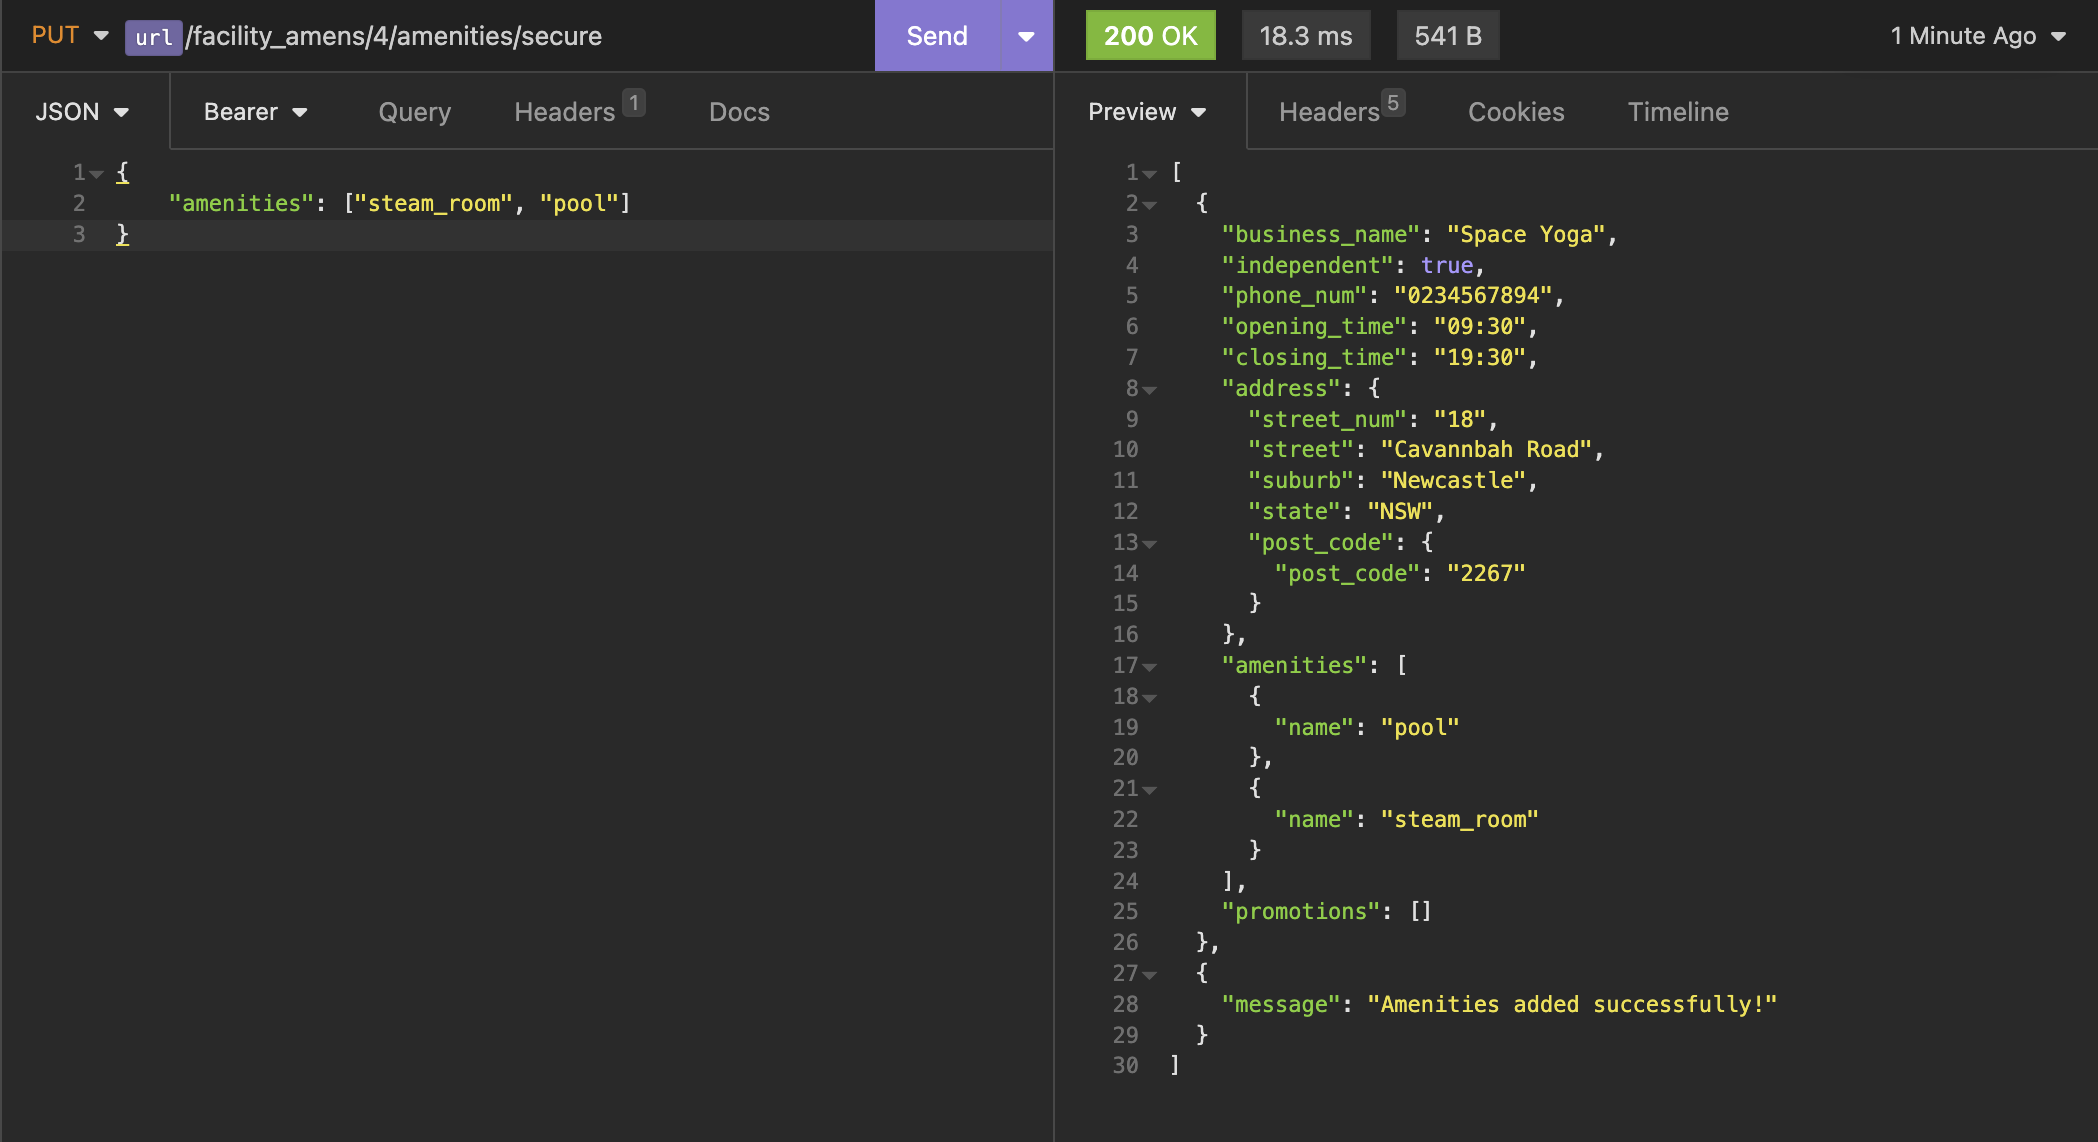 PUT url/facility_amens/4/amenities/secure Send 200 OK 18.3 ms 541 B 1 Minute Ago
JSON Bearer Query Headers 1 Docs
1 {
2 "amenities": ["steam_room", "pool"]
3 }
Preview Headers 5 Cookies Timeline
1 [
2 {
3 "business_name": "Space Yoga",
4 "independent": true,
5 "phone_num": "0234567894",
6 "opening_time": "09:30",
7 "closing_time": "19:30",
8 "address": {
9 "street_num": "18",
10 "street": "Cavannbah Road",
11 "suburb": "Newcastle",
12 "state": "NSW",
13 "post_code": {
14 "post_code": "2267"
15 }
16 },
17 "amenities": [
18 {
19 "name": "pool"
20 },
21 {
22 "name": "steam_room"
23 }
24 ],
25 "promotions": []
26 },
27 {
28 "message": "Amenities added successfully!"
29 }
30 ]